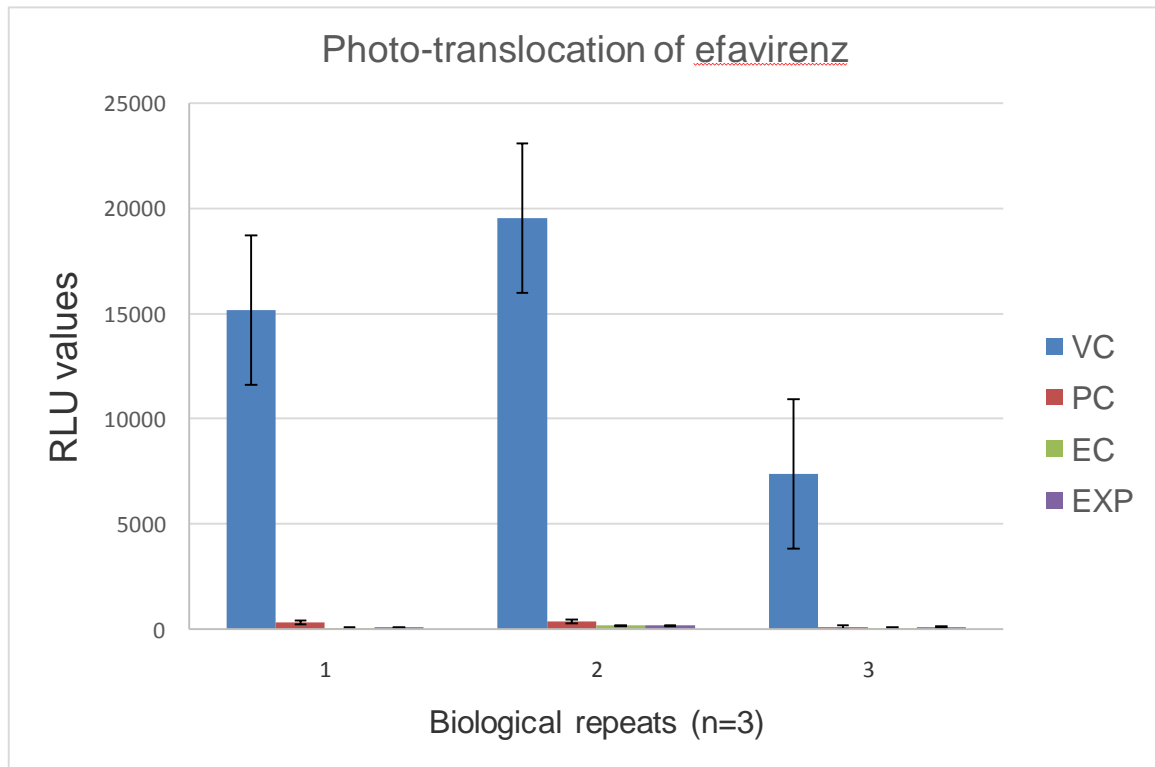 Photo-translocation of efavirenz
25000
20000
15000
10000
5000
0
RLU values
1 2 3
Biological repeats (n=3)
VC
PC
EC
EXP